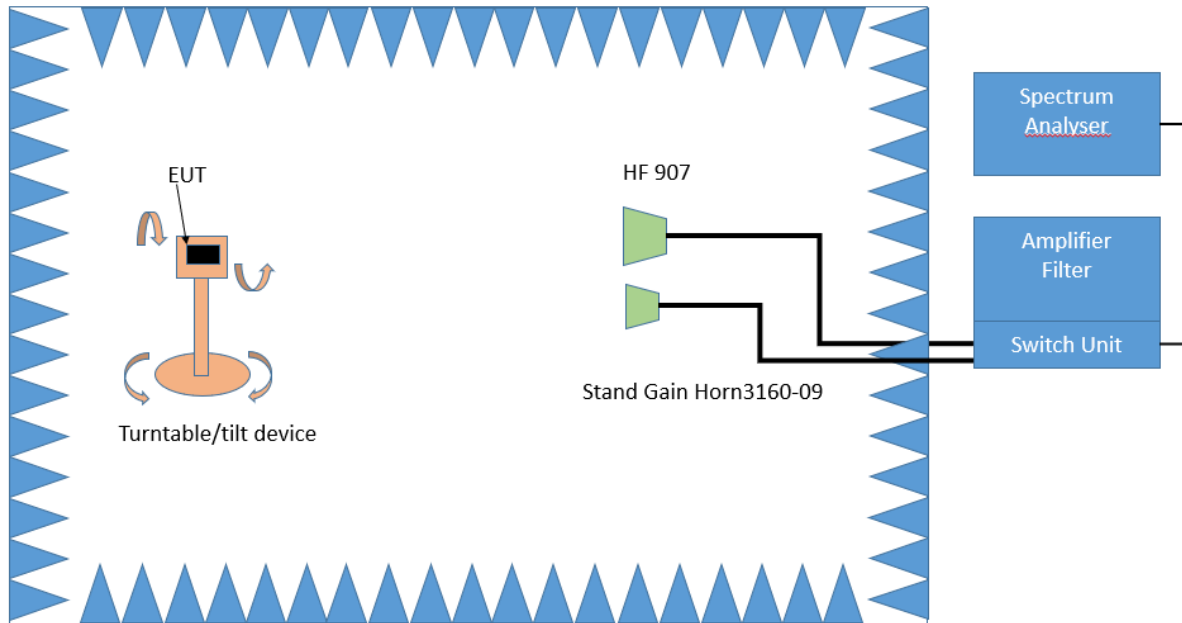 Spectrum
Analyser
EUT
HF 907
Amplifier
Filter
Switch Unit
Stand Gain Horn3160-09
Turntable/tilt device